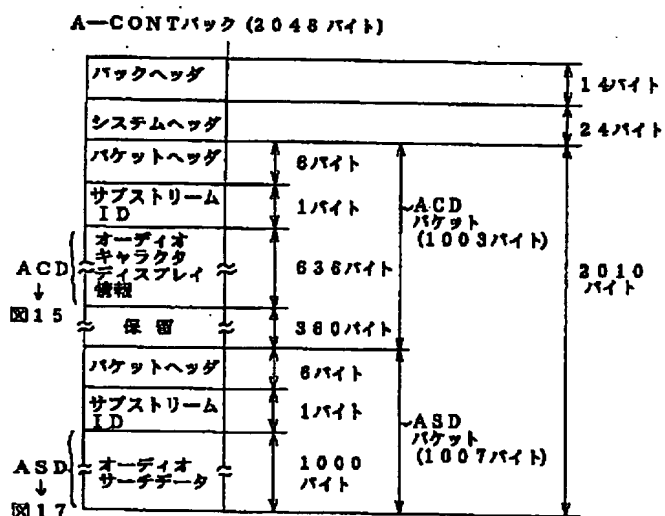 A—CONTパック (2048バイト)
パックヘッダ
14バイト
システムヘッダ
24バイト
パケットヘッダ
6バイト
サブストリーム
ID
1バイト
ACD
パケット
(1003バイト)
オーディオ
キャラクタ
ディスプレイ
情報
636バイト
ACD
↓
図15
2010
バイト
保留
360バイト
パケットヘッダ
6バイト
サブストリーム
ID
1バイト
ASD
パケット
(1007バイト)
ASD
↓
図17
オーディオ
サーチデータ
1000
バイト